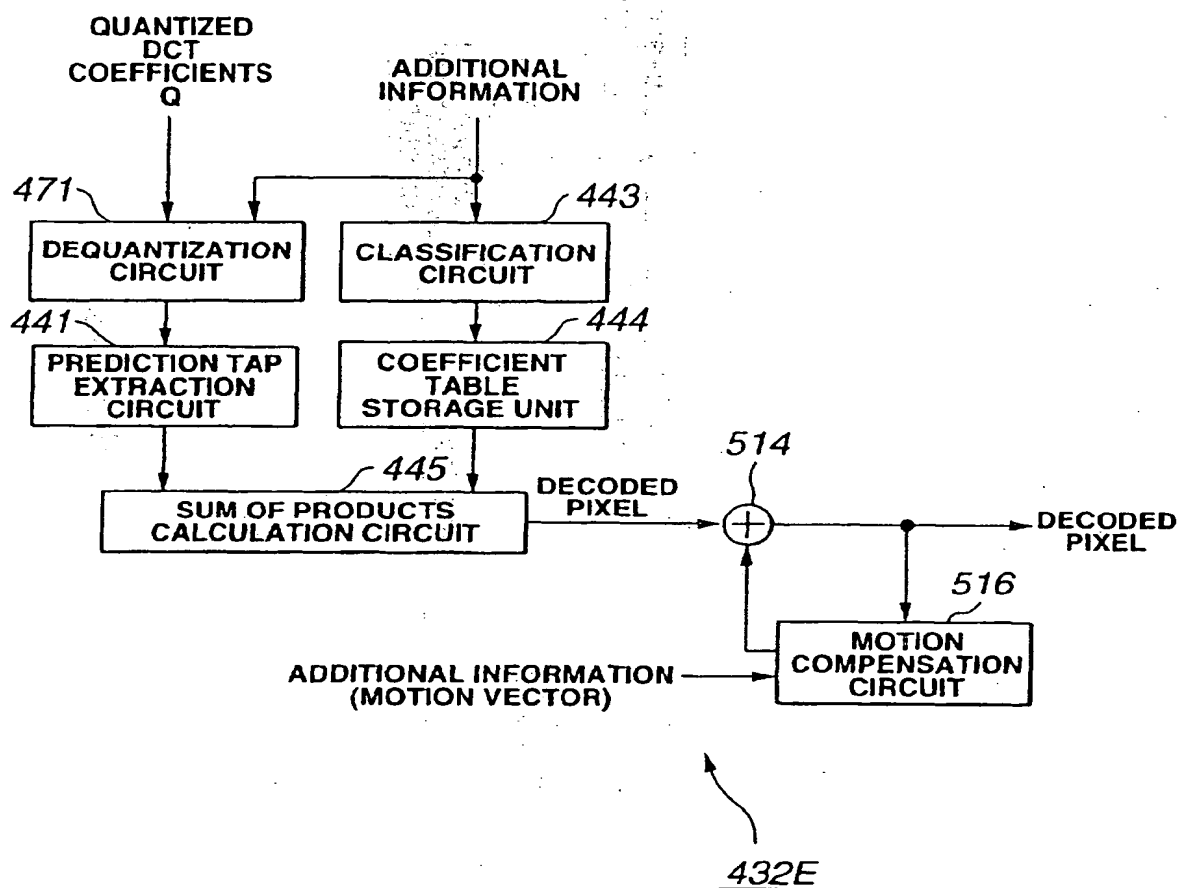 QUANTIZED
DCT
COEFFICIENTS
Q
ADDITIONAL
INFORMATION
471
DEQUANTIZATION
CIRCUIT
443
CLASSIFICATION
CIRCUIT
441
PREDICTION TAP
EXTRACTION
CIRCUIT
444
COEFFICIENT
TABLE
STORAGE UNIT
445
SUM OF PRODUCTS
CALCULATION CIRCUIT
DECODED
PIXEL
514
+
DECODED
PIXEL
516
MOTION
COMPENSATION
CIRCUIT
ADDITIONAL INFORMATION
(MOTION VECTOR)
432E